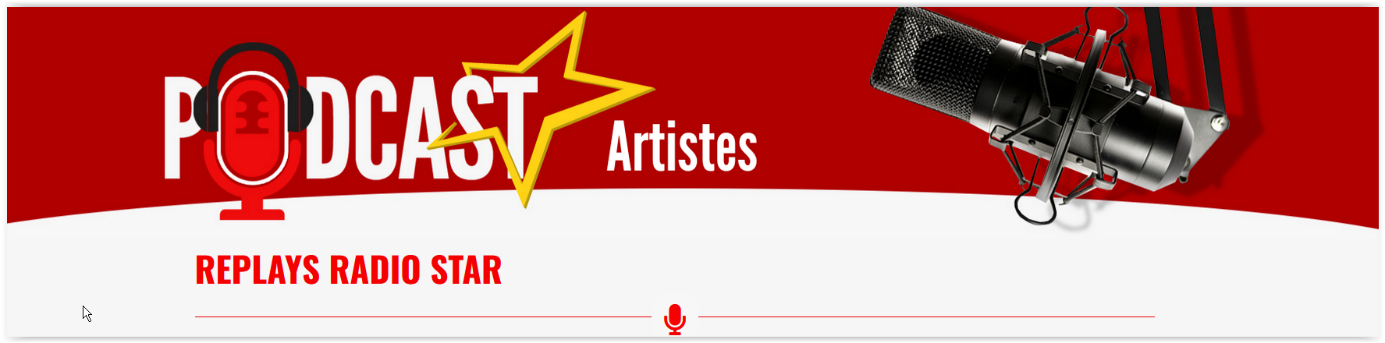 PODCAST
Artistes
REPLAYS RADIO STAR